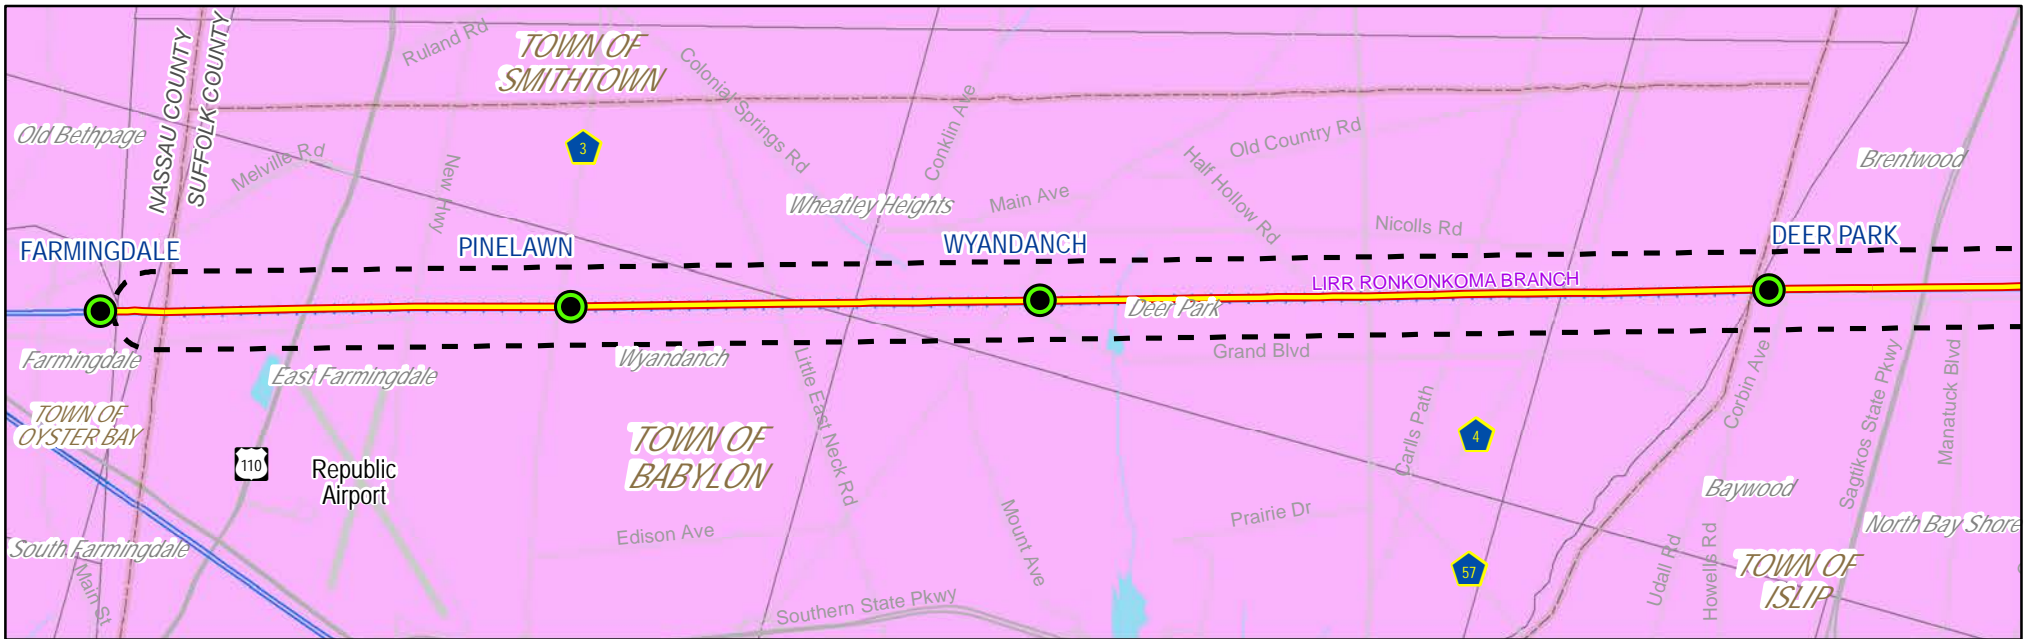 Ruland Rd
TOWN OF
SMITHTOWN
Colonial Springs Rd
NASSAU COUNTY
SUFFOLK COUNTY
Old Bethpage
Melville Rd
New Hwy
3
Conklin Ave
Old Country Rd
Half Hollow Rd
Brentwood
Wheatley Heights
Main Ave
Nicolls Rd
FARMINGDALE
PINELAWN
WYANDANCH
DEER PARK
LIRR RONKONKOMA BRANCH
Deer Park
Farmingdale
East Farmingdale
Wyandanch
Grand Blvd
Little East Neck Rd
Carlls Path
Corbin Ave
Sagtikos State Pkwy
Manatuck Blvd
TOWN OF
OYSTER BAY
TOWN OF
BABYLON
4
110
Republic
Airport
Baywood
North Bay Shore
South Farmingdale
Edison Ave
Mount Ave
Prairie Dr
57
Udall Rd
Howells Rd
TOWN OF
ISLIP
Main St
Southern State Pkwy